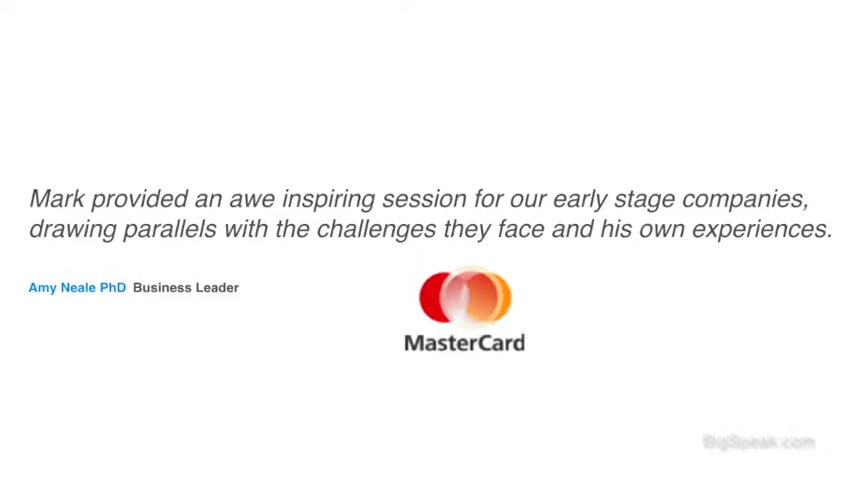 Mark provided an awe inspiring session for our early stage companies,
drawing parallels with the challenges they face and his own experiences.
Amy Neale PhD Business Leader
MasterCard
BigSpeak.com